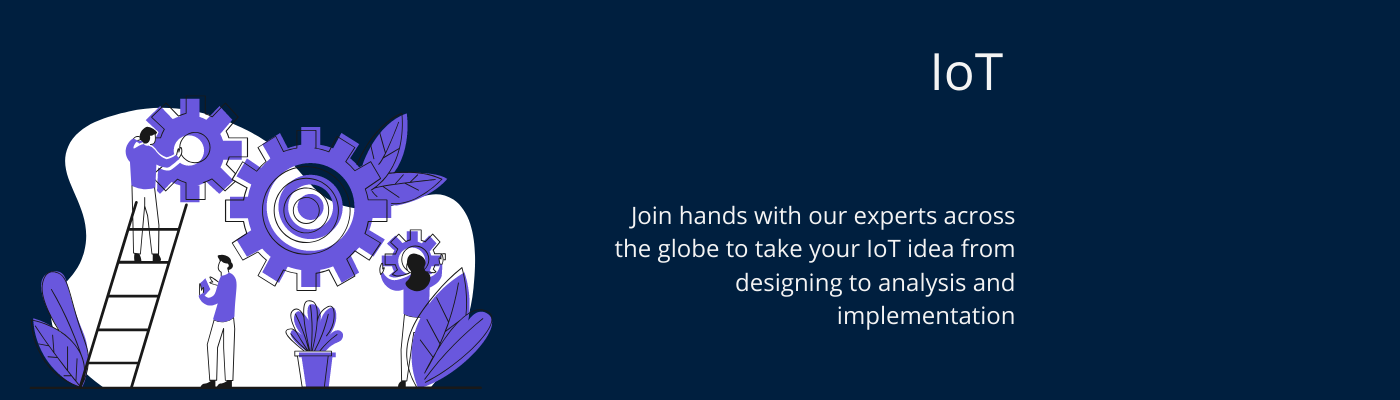 IoT
Join hands with our experts across
the globe to take your IoT idea from
designing to analysis and
implementation